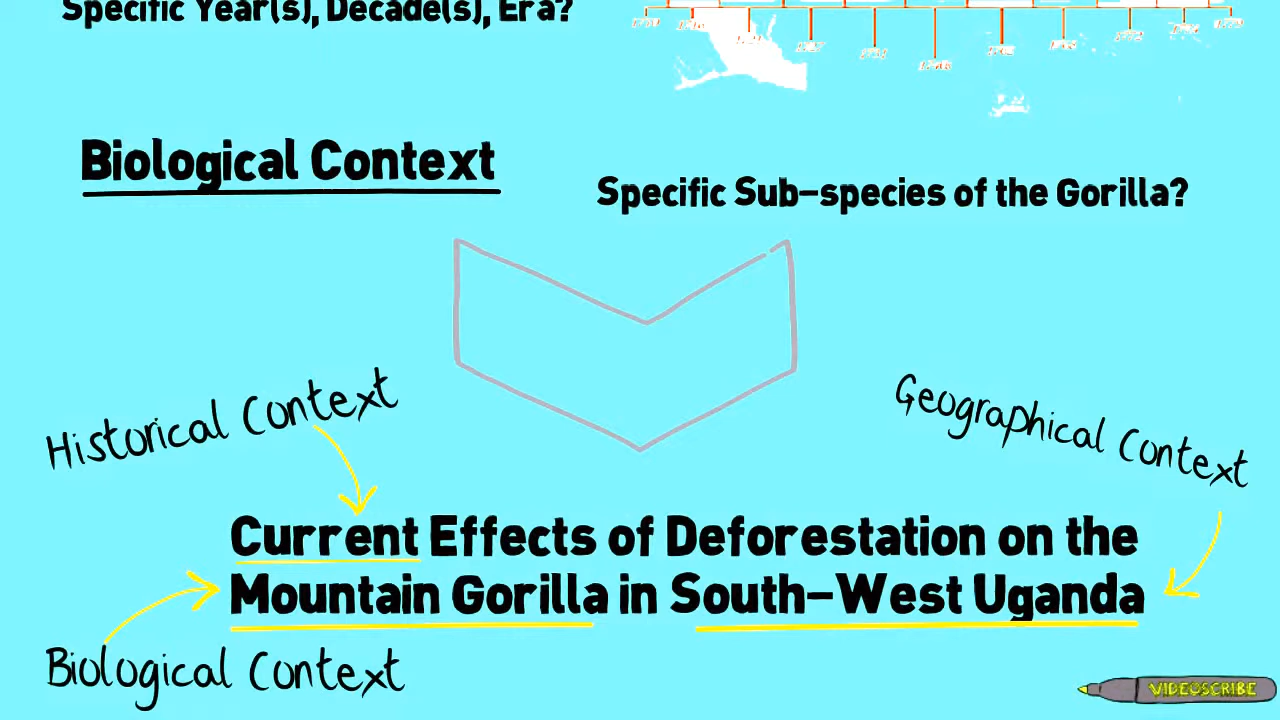 Specific Year(s), Decade(s), Era?
Biological Context
Specific Sub-species of the Gorilla?
Historical Context
Geographical Context
Current Effects of Deforestation on the
Mountain Gorilla in South-West Uganda
Biological Context
VIDEOSCRIBE